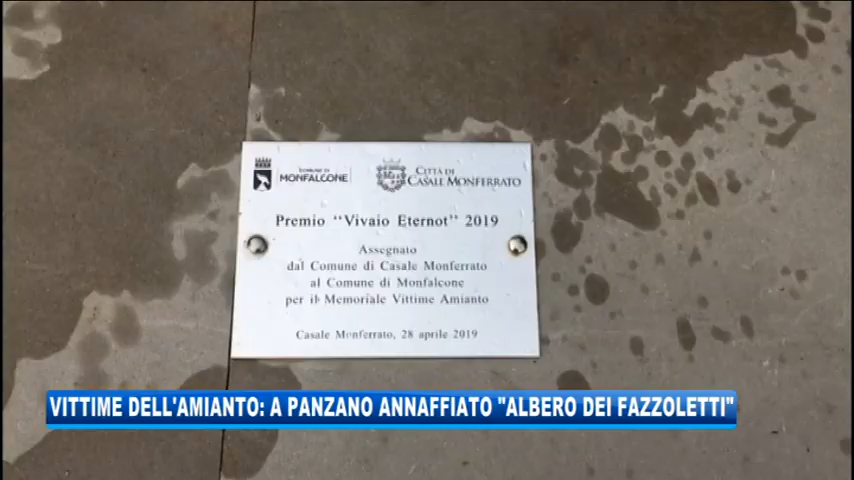 COMUNE DI
MONFALCONE
CITTÀ DI
CASALE MONFERRATO
Premio "Vivaio Eternot" 2019
Assegnato
dal Comune di Casale Monferrato
al Comune di Monfalcone
per il Memoriale Vittime Amianto
Casale Monferrato, 28 aprile 2019
VITTIME DELL'AMIANTO: A PANZANO ANNAFFIATO "ALBERO DEI FAZZOLETTI"